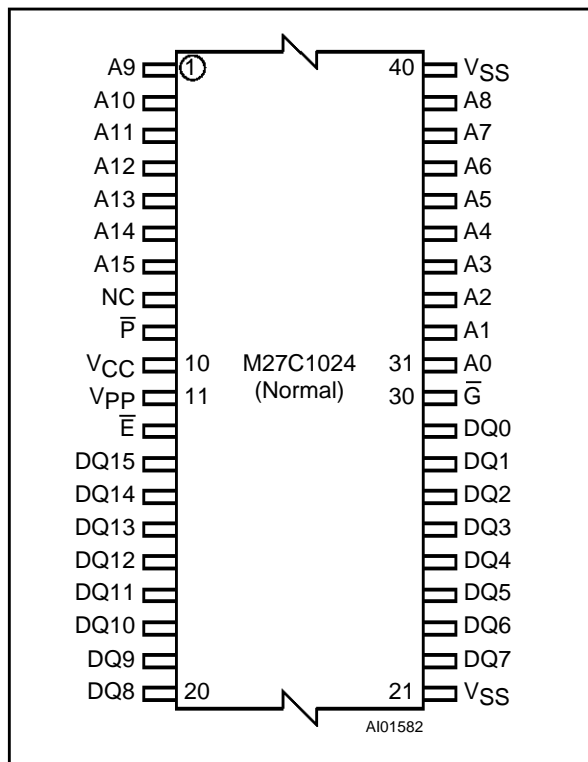 A9 1 40 VSS
A10 A8
A11 A7
A12 A6
A13 A5
A14 A4
A15 A3
NC A2
P̅ A1
VCC 10 M27C1024 31 A0
VPP 11 (Normal) 30 G̅
E̅ DQ0
DQ15 DQ1
DQ14 DQ2
DQ13 DQ3
DQ12 DQ4
DQ11 DQ5
DQ10 DQ6
DQ9 DQ7
DQ8 20 21 VSS
AI01582